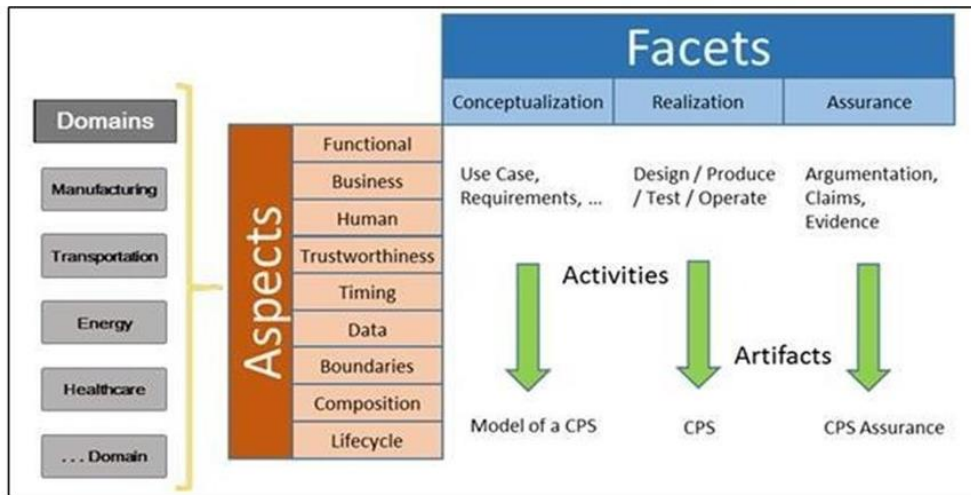 Facets
Conceptualization
Realization
Assurance
Domains
Manufacturing
Transportation
Energy
Healthcare
. . . Domain
Aspects
Functional
Business
Human
Trustworthiness
Timing
Data
Boundaries
Composition
Lifecycle
Use Case,
Requirements, ...
Design / Produce
/ Test / Operate
Argumentation,
Claims,
Evidence
Activities
Artifacts
Model of a CPS
CPS
CPS Assurance